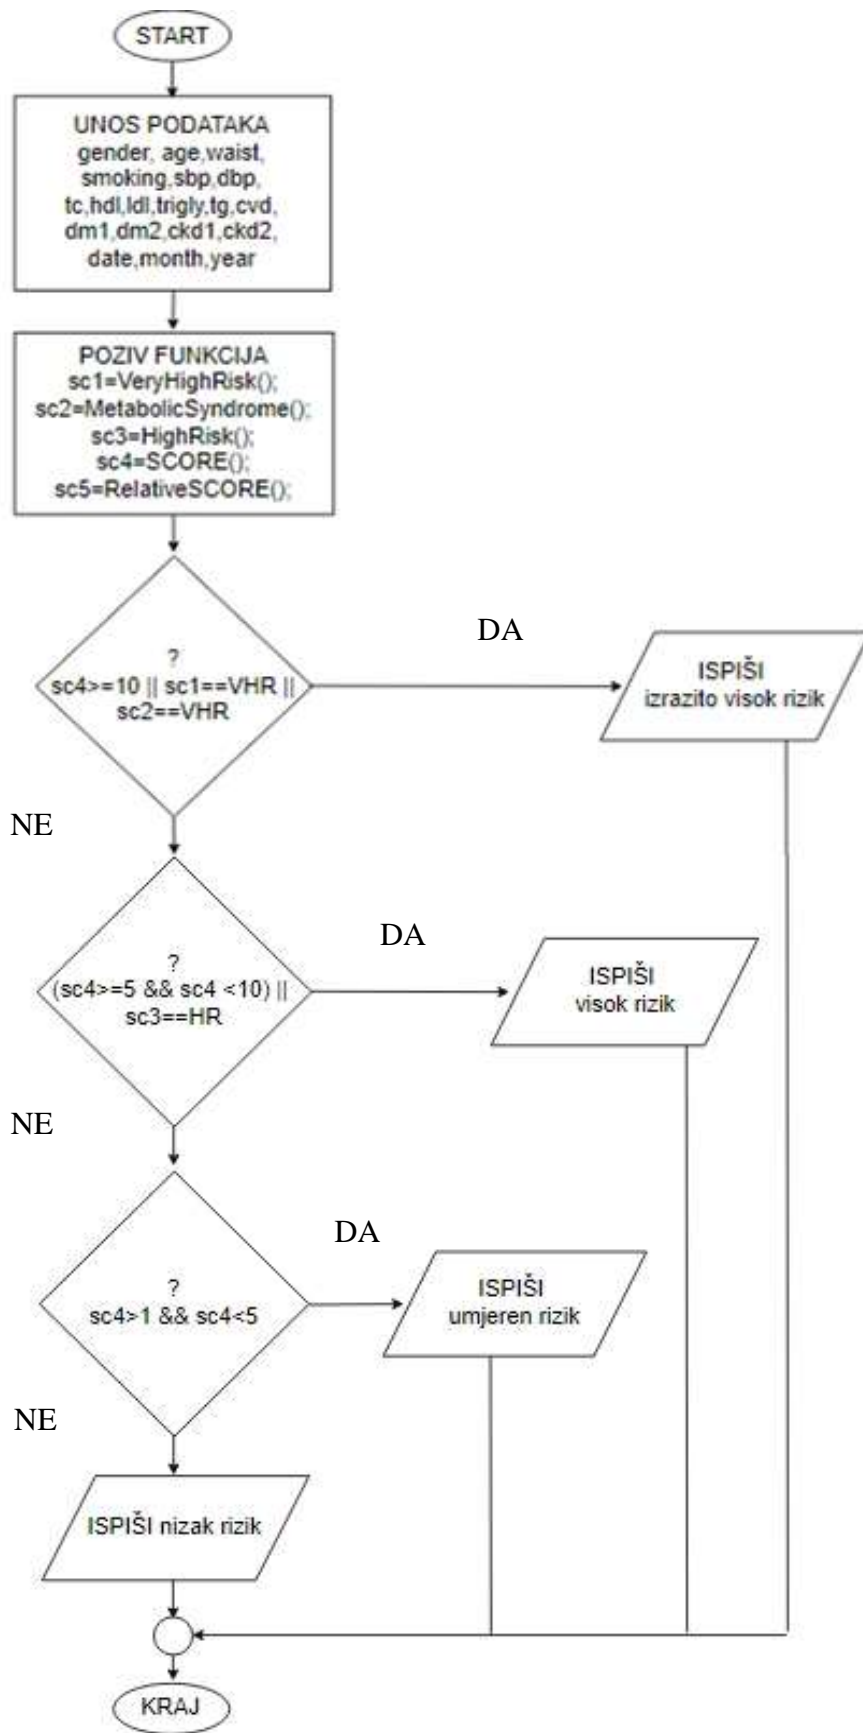 START
UNOS PODATAKA
gender, age,waist,
smoking,sbp,dbp,
tc,hdl,ldl,trigly,tg,cvd,
dm1,dm2,ckd1,ckd2,
date,month,year
POZIV FUNKCIJA
sc1=VeryHighRisk();
sc2=MetabolicSyndrome();
sc3=HighRisk();
sc4=SCORE();
sc5=RelativeSCORE();
?
sc4>=10 || sc1==VHR ||
sc2==VHR
DA
ISPIŠI
izrazito visok rizik
NE
?
(sc4>=5 && sc4 <10) ||
sc3==HR
DA
ISPIŠI
visok rizik
NE
?
sc4>1 && sc4<5
DA
ISPIŠI
umjeren rizik
NE
ISPIŠI nizak rizik
KRAJ